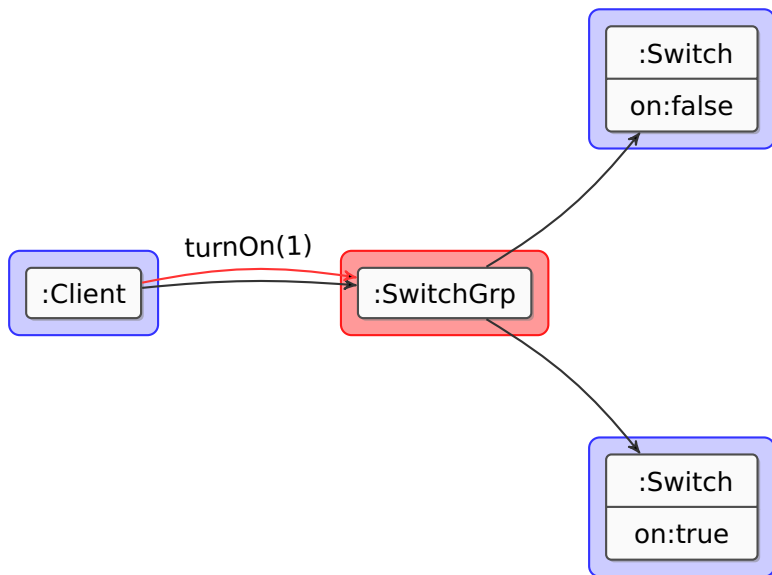 :Switch
on:false
turnOn(1)
:Client
:SwitchGrp
:Switch
on:true